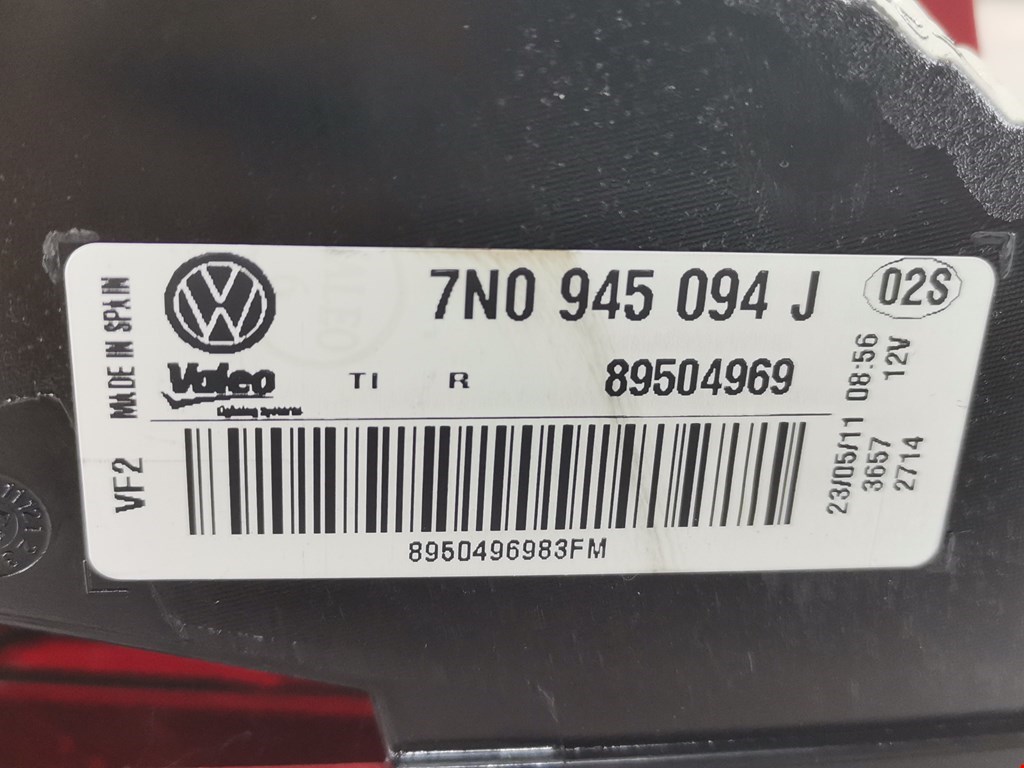 MADE IN SPAIN
VF2
7N0 945 094 J
02S
Valeo
Lighting Systems
TI R
89504969
8950496983FM
23/05/11 08:56
3657 12V
2714